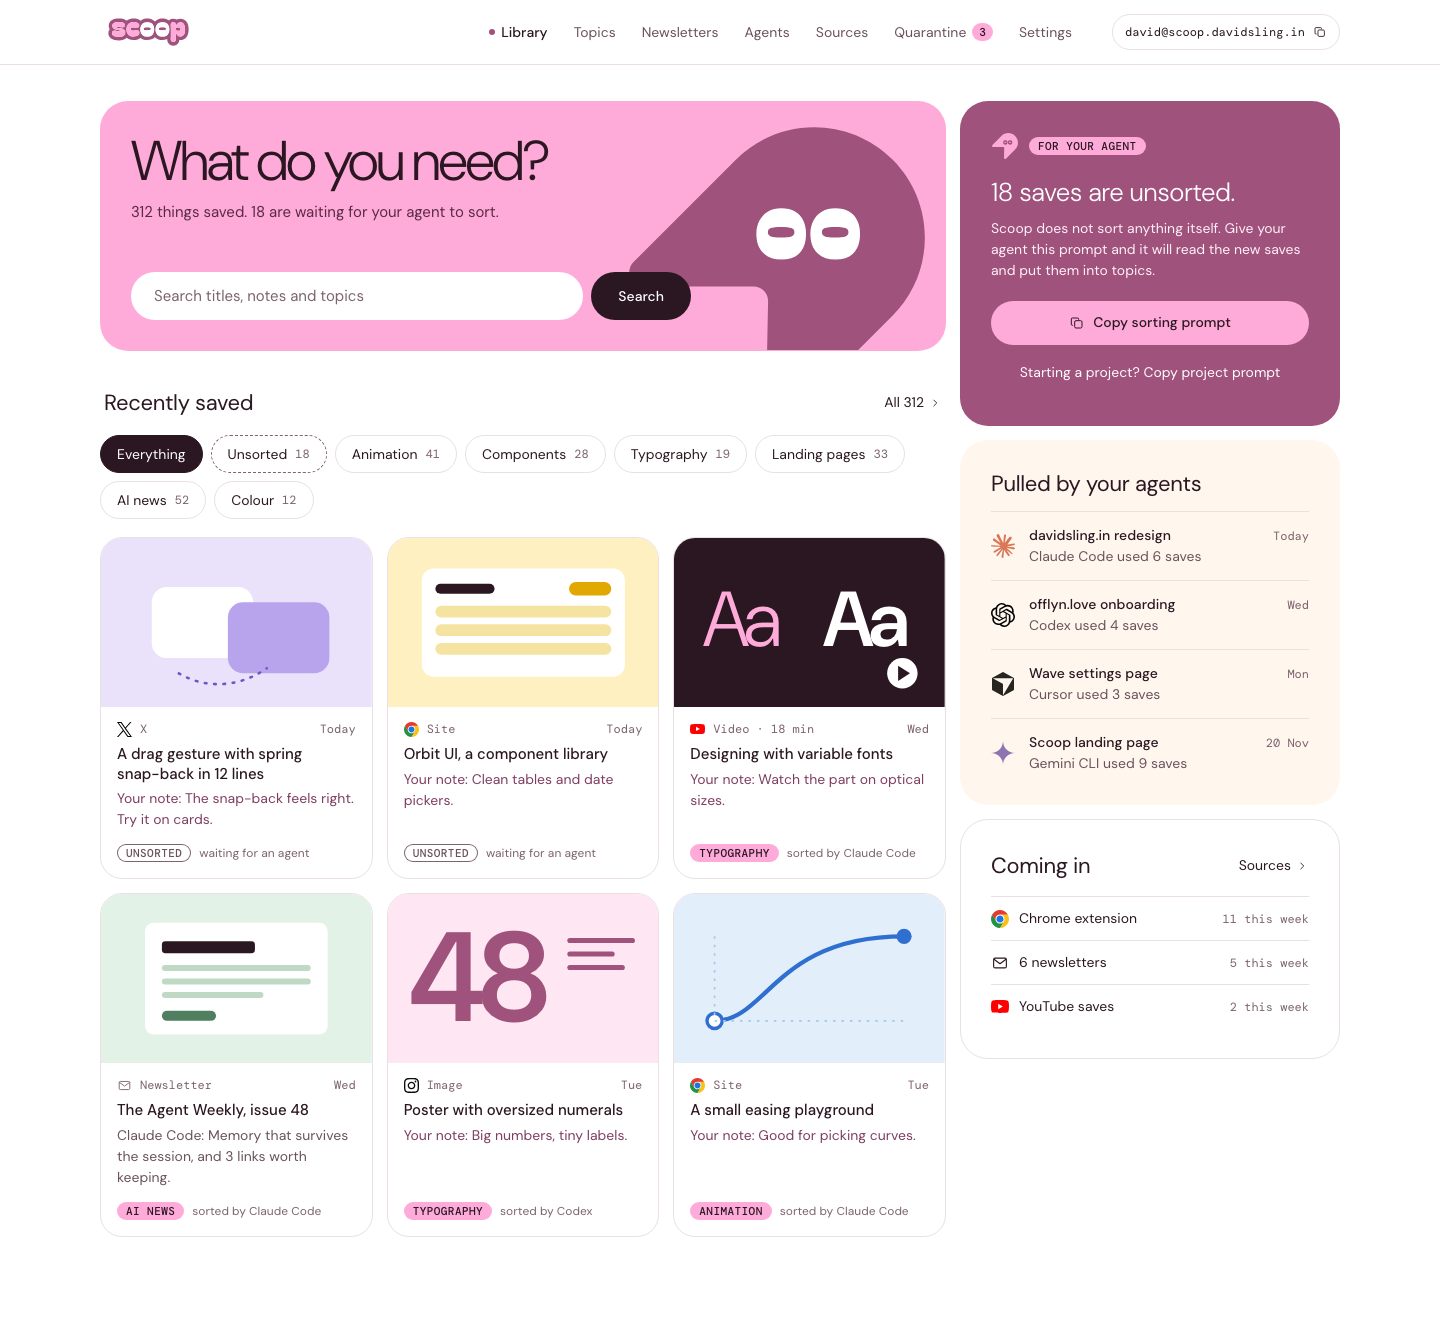 scoop
Library Topics Newsletters Agents Sources Quarantine 3 Settings
david@scoop.davidsling.in
What do you need?
312 things saved. 18 are waiting for your agent to sort.
Search titles, notes and topics
Search
FOR YOUR AGENT
18 saves are unsorted.
Scoop does not sort anything itself. Give your
agent this prompt and it will read the new saves
and put them into topics.
Copy sorting prompt
Starting a project? Copy project prompt
Recently saved
All 312
Everything
Unsorted 18
Animation 41
Components 28
Typography 19
Landing pages 33
AI news 52
Colour 12
X Today
A drag gesture with spring
snap-back in 12 lines
Your note: The snap-back feels right.
Try it on cards.
UNSORTED waiting for an agent
Site Today
Orbit UI, a component library
Your note: Clean tables and date
pickers.
UNSORTED waiting for an agent
Aa Aa
Video · 18 min Wed
Designing with variable fonts
Your note: Watch the part on optical
sizes.
TYPOGRAPHY sorted by Claude Code
Newsletter Wed
The Agent Weekly, issue 48
Claude Code: Memory that survives
the session, and 3 links worth
keeping.
AI NEWS sorted by Claude Code
48
Image Tue
Poster with oversized numerals
Your note: Big numbers, tiny labels.
TYPOGRAPHY sorted by Codex
Site Tue
A small easing playground
Your note: Good for picking curves.
ANIMATION sorted by Claude Code
Pulled by your agents
davidsling.in redesign Today
Claude Code used 6 saves
offlyn.love onboarding Wed
Codex used 4 saves
Wave settings page Mon
Cursor used 3 saves
Scoop landing page 20 Nov
Gemini CLI used 9 saves
Coming in
Sources
Chrome extension 11 this week
6 newsletters 5 this week
YouTube saves 2 this week